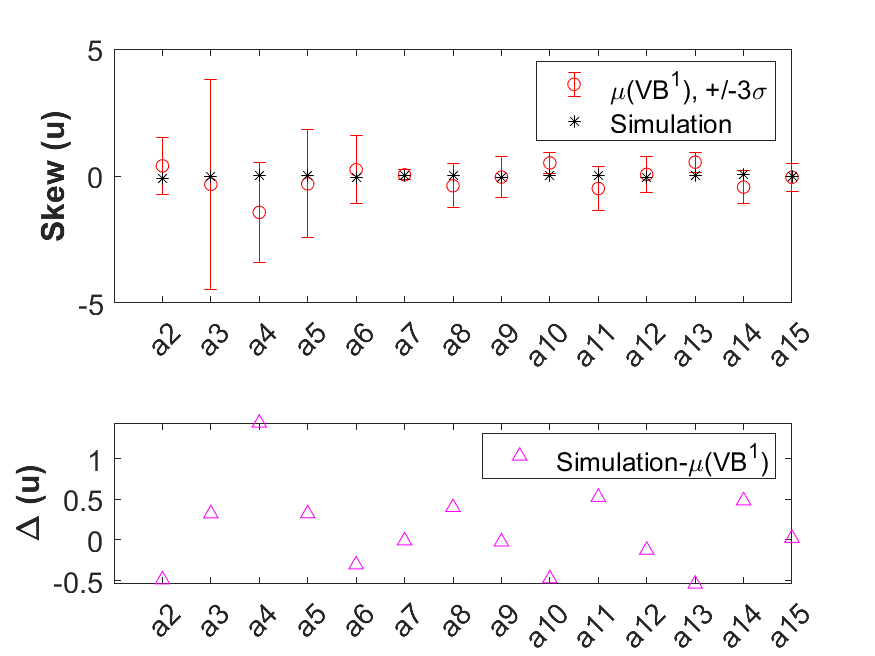 5
0
-5
Skew (u)
μ(VB¹), +/-3σ
Simulation
a2 a3 a4 a5 a6 a7 a8 a9 a10 a11 a12 a13 a14 a15
1
0.5
0
-0.5
Δ (u)
Simulation-μ(VB¹)
a2 a3 a4 a5 a6 a7 a8 a9 a10 a11 a12 a13 a14 a15